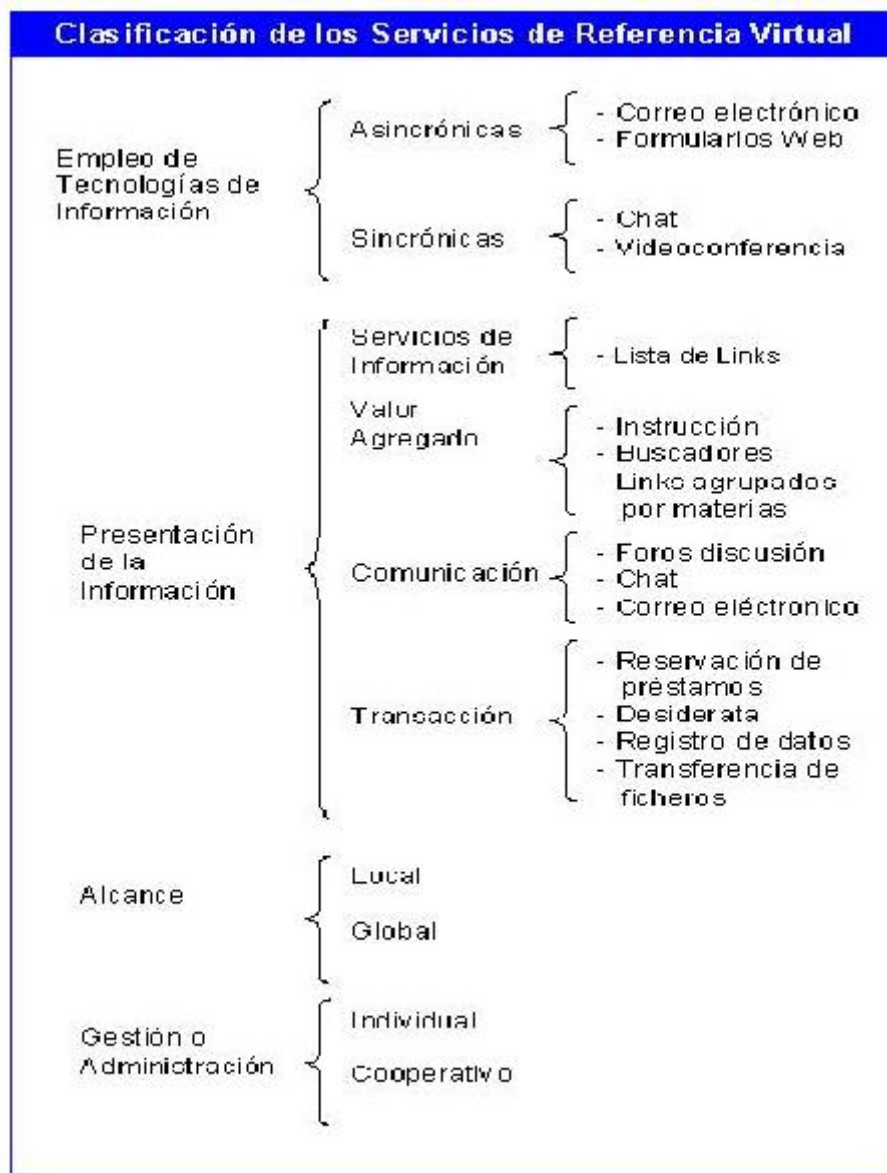 Clasificación de los Servicios de Referencia Virtual
Empleo de
Tecnologías de
Información
Asincrónicas
- Correo electrónico
- Formularios Web
Sincrónicas
- Chat
- Videoconferencia
Presentación
de la
Información
Servicios de
Información
- Lista de Links
Valor
Agregado
- Instrucción
- Buscadores
Links agrupados
por materias
Comunicación
- Foros discusión
- Chat
- Correo eléctronico
Transacción
- Reservación de
préstamos
- Desiderata
- Registro de datos
- Transferencia de
ficheros
Alcance
Local
Global
Gestión o
Administración
Individual
Cooperativo